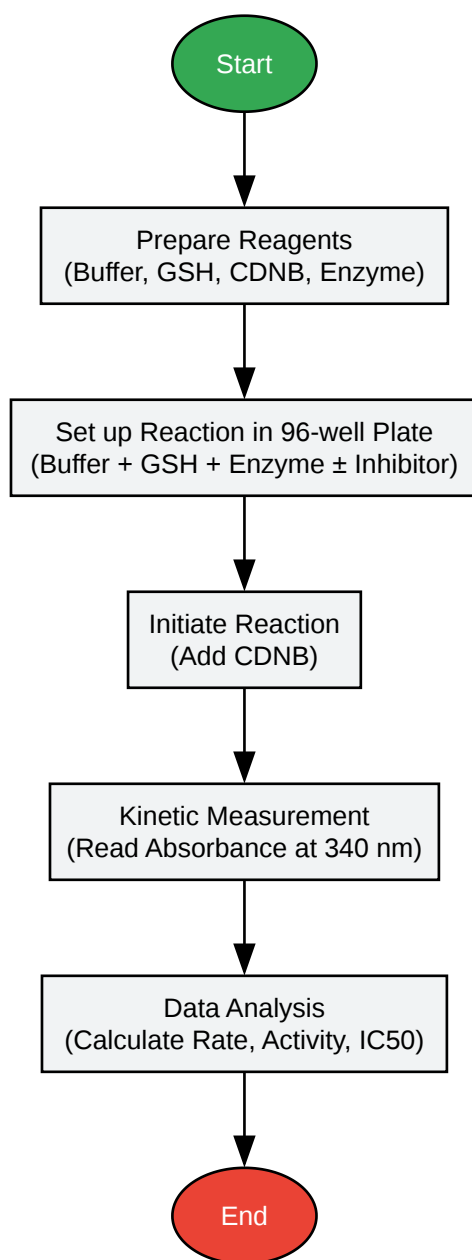 Start
Prepare Reagents
(Buffer, GSH, CDNB, Enzyme)
Set up Reaction in 96-well Plate
(Buffer + GSH + Enzyme ± Inhibitor)
Initiate Reaction
(Add CDNB)
Kinetic Measurement
(Read Absorbance at 340 nm)
Data Analysis
(Calculate Rate, Activity, IC50)
End